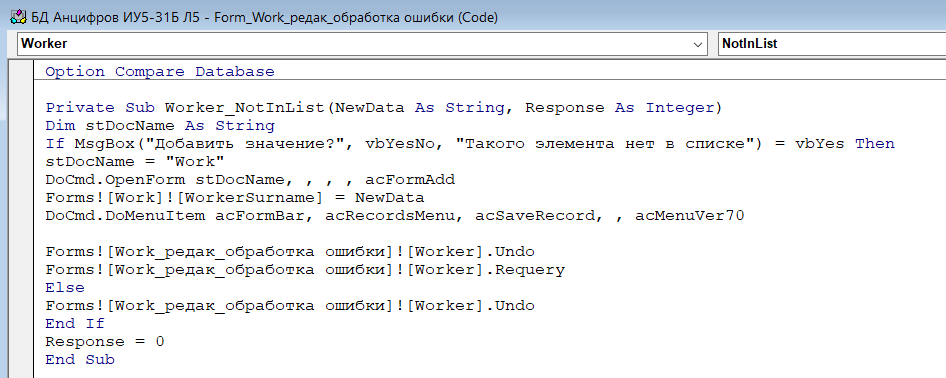 БД Анцифров ИУ5-31Б Л5 - Form_Work_редак_обработка ошибки (Code)
Worker NotInList
Option Compare Database
Private Sub Worker_NotInList(NewData As String, Response As Integer)
Dim stDocName As String
If MsgBox("Добавить значение?", vbYesNo, "Такого элемента нет в списке") = vbYes Then
stDocName = "Work"
DoCmd.OpenForm stDocName, , , , acFormAdd
Forms![Work]![WorkerSurname] = NewData
DoCmd.DoMenuItem acFormBar, acRecordsMenu, acSaveRecord, , acMenuVer70
Forms![Work_редак_обработка ошибки]![Worker].Undo
Forms![Work_редак_обработка ошибки]![Worker].Requery
Else
Forms![Work_редак_обработка ошибки]![Worker].Undo
End If
Response = 0
End Sub